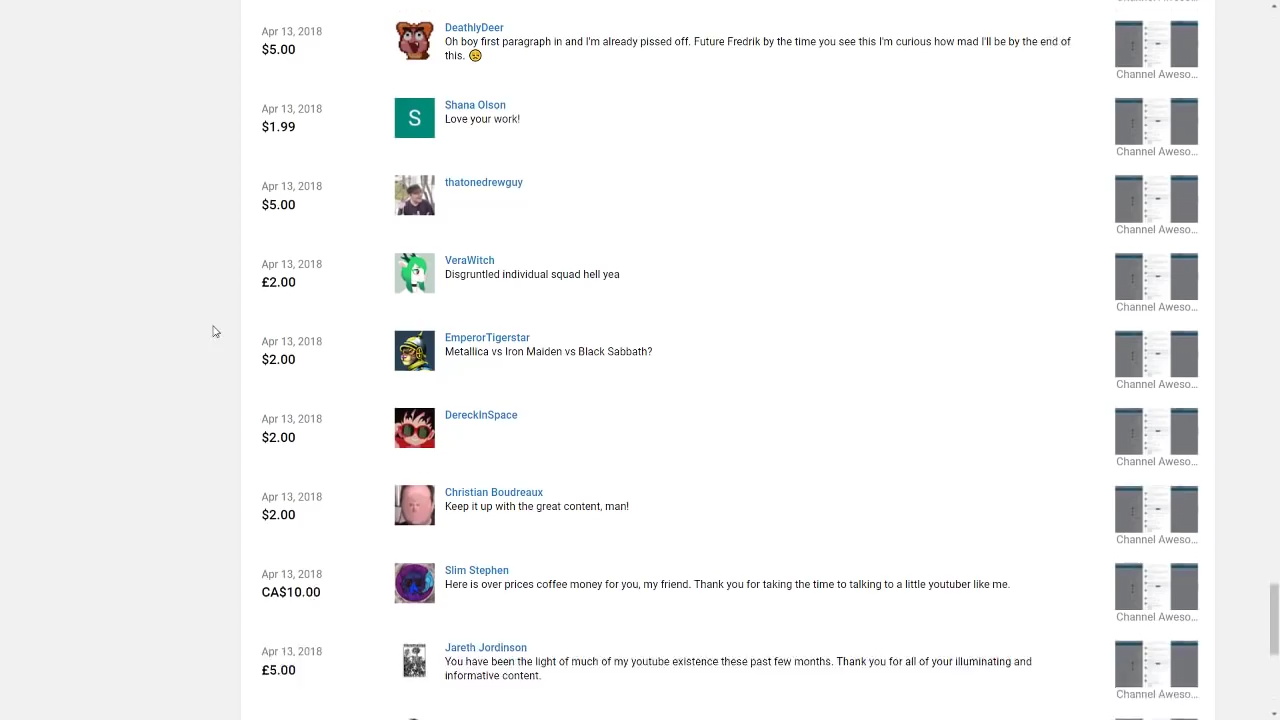 Apr 13, 2018
$5.00
DeathlyDeer
Oh boy first paragraph in and I'm already pissed off. Future Fredrik by the time you see this I'm curious how mad I'll be by the end of
this.
Channel Aweso...
Apr 13, 2018
$1.99
S
Shana Olson
Love your work!
Channel Aweso...
Apr 13, 2018
$5.00
thatonedrewguy
Channel Aweso...
Apr 13, 2018
£2.00
VeraWitch
Disgruntled individual squad hell yea
Channel Aweso...
Apr 13, 2018
$2.00
EmperorTigerstar
Metallica vs Iron Maiden vs Black Sabbath?
Channel Aweso...
Apr 13, 2018
$2.00
DereckInSpace
Channel Aweso...
Apr 13, 2018
$2.00
Christian Boudreaux
Keep it up with the great content, man!
Channel Aweso...
Apr 13, 2018
CA$10.00
Slim Stephen
Here is over priced coffee money for you, my friend. Thank you for taking the time to talking to a little youtuber like me.
Channel Aweso...
Apr 13, 2018
£5.00
Jareth Jordinson
You have been the light of much of my youtube existence these past few months. Thank you for all of your illuminating and
informative content.
Channel Aweso...